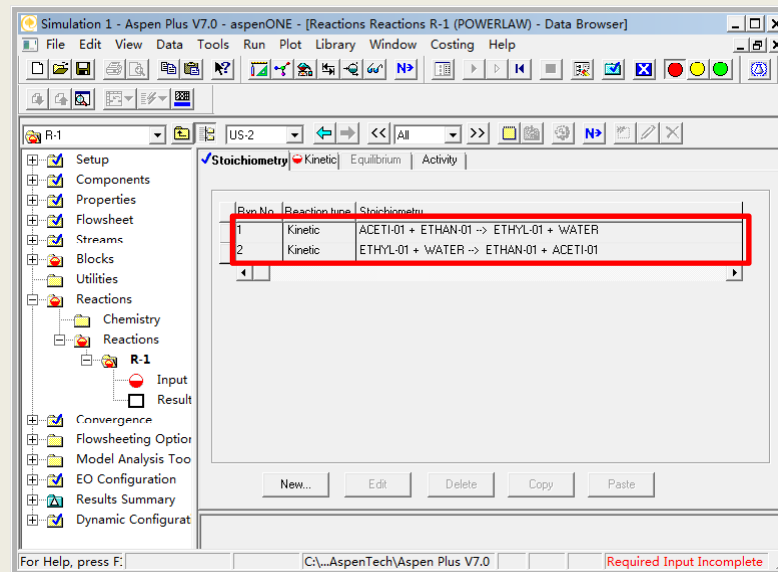 Simulation 1 - Aspen Plus V7.0 - aspenONE - [Reactions Reactions R-1 (POWERLAW) - Data Browser]
File Edit View Data Tools Run Plot Library Window Costing Help
N>
R-1 US-2 << All >> N>
Setup
Components
Properties
Flowsheet
Streams
Blocks
Utilities
Reactions
Chemistry
Reactions
R-1
Input
Result
Convergence
Flowsheeting Option
Model Analysis Too
EO Configuration
Results Summary
Dynamic Configurat
Stoichiometry Kinetic Equilibrium Activity
Rxn No. Reaction type Stoichiometry
1 Kinetic ACETI-01 + ETHAN-01 --> ETHYL-01 + WATER
2 Kinetic ETHYL-01 + WATER --> ETHAN-01 + ACETI-01
New... Edit Delete Copy Paste
For Help, press F: C:\...AspenTech\Aspen Plus V7.0 Required Input Incomplete